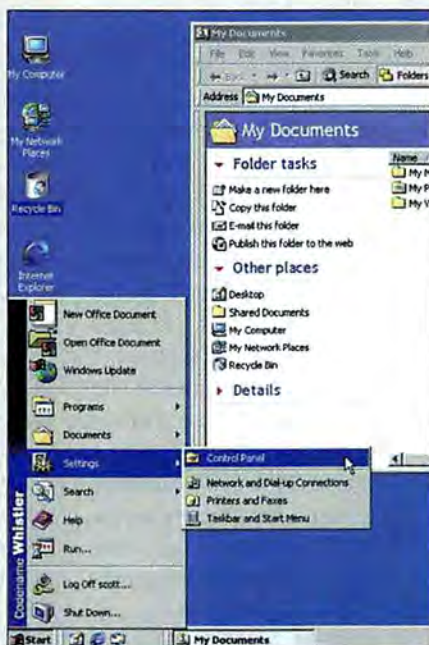 My Computer
My Network
Places
Recycle Bin
Internet
Explorer
My Documents
File Edit View Favorites Tools Help
Back Search Folders
Address My Documents
My Documents
Folder tasks
Make a new folder here
Copy this folder
E-mail this folder
Publish this folder to the web
Other places
Desktop
Shared Documents
My Computer
My Network Places
Recycle Bin
Details
Name
My M
My P
My V
New Office Document
Open Office Document
Windows Update
Programs
Documents
Settings
Search
Help
Run...
Log Off scott...
Shut Down...
Codename Whistler
Control Panel
Network and Dial-up Connections
Printers and Faxes
Taskbar and Start Menu
Start
My Documents